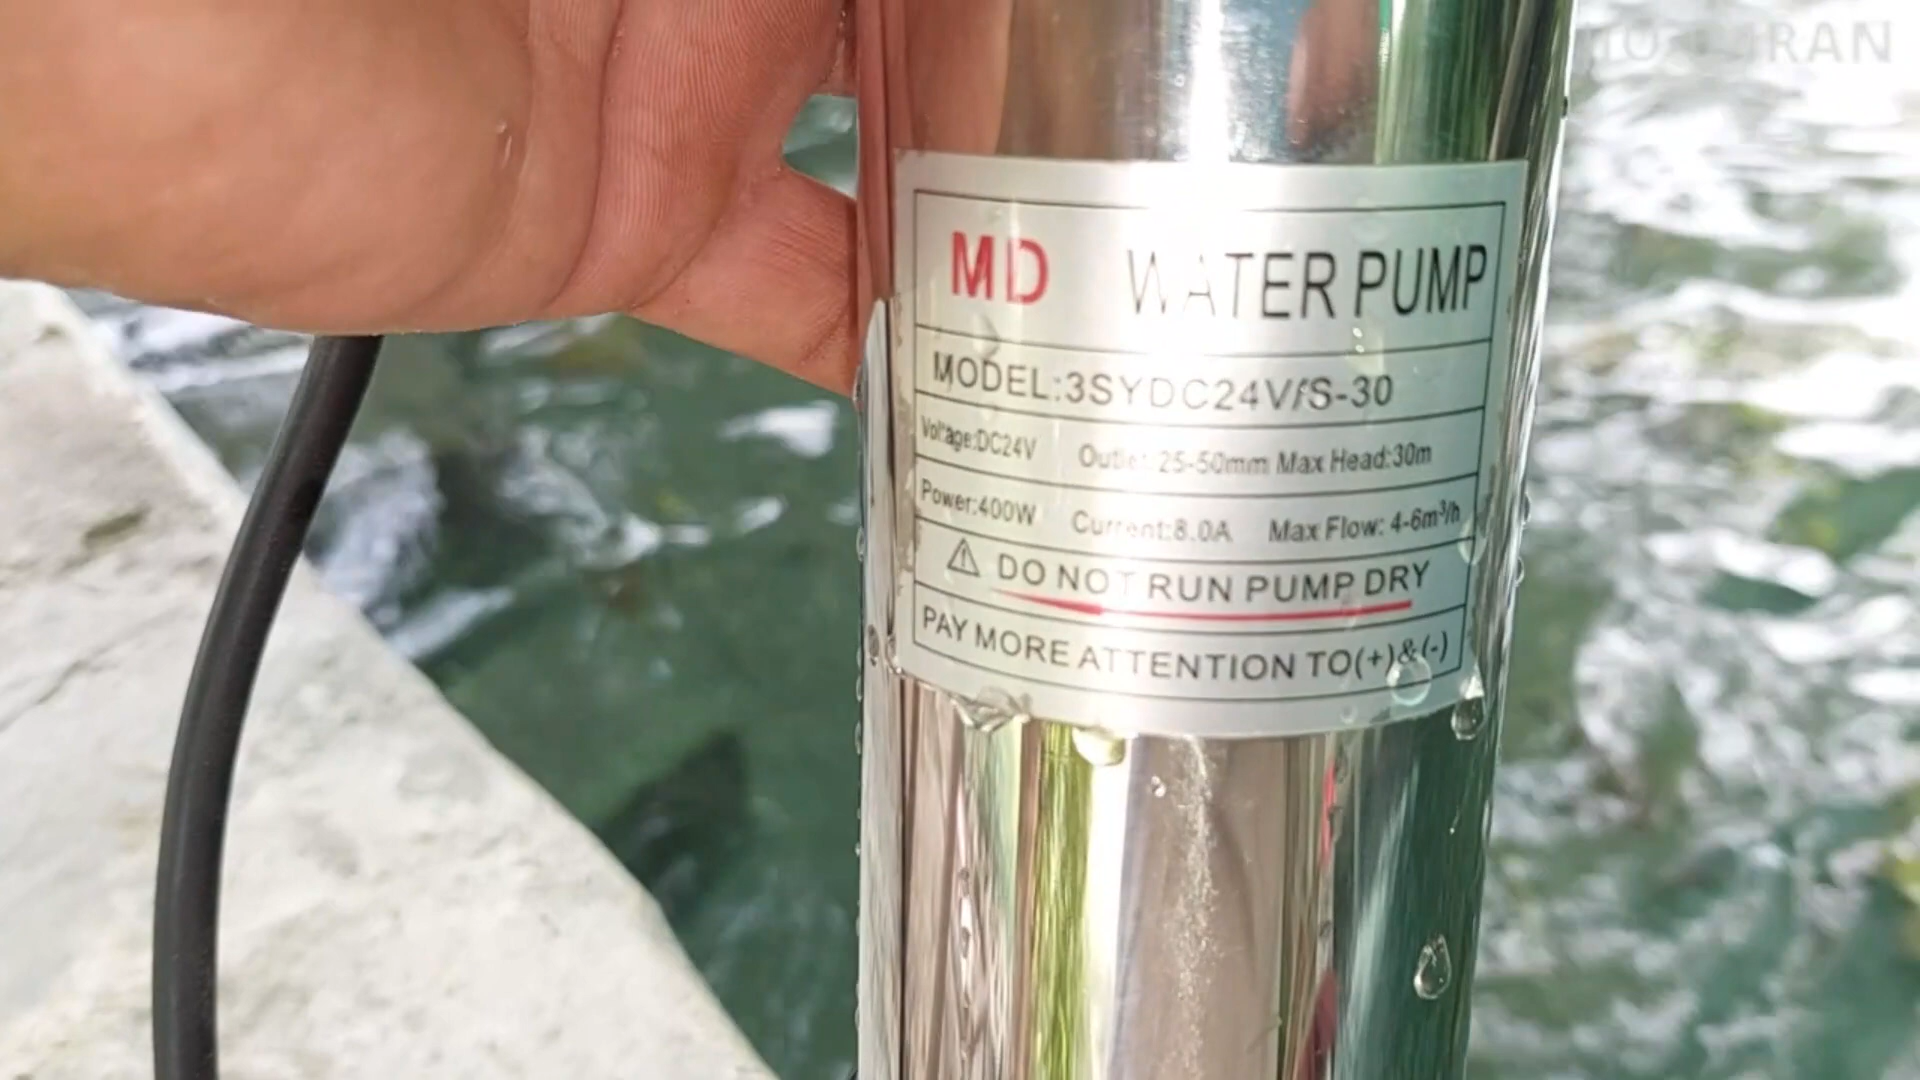 MD WATER PUMP
MODEL:3SYDC24V/S-30
Voltage:DC24V Outlet:25-50mm Max Head:30m
Power:400W Current:8.0A Max Flow: 4-6m³/h
⚠ DO NOT RUN PUMP DRY
PAY MORE ATTENTION TO(+)&(-)